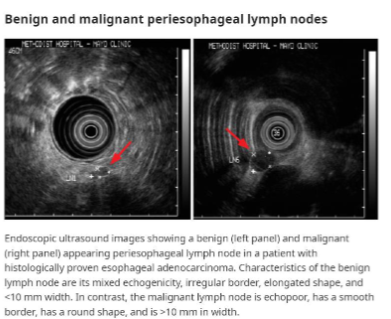 Benign and malignant periesophageal lymph nodes
METHODIST HOSPITAL - MAYO CLINIC
METHODIST HOSPITAL - MAYO CLINIC
Endoscopic ultrasound images showing a benign (left panel) and malignant
(right panel) appearing periesophageal lymph node in a patient with
histologically proven esophageal adenocarcinoma. Characteristics of the benign
lymph node are its mixed echogenicity, irregular border, elongated shape, and
<10 mm width. In contrast, the malignant lymph node is echopoor, has a smooth
border, has a round shape, and is >10 mm in width.